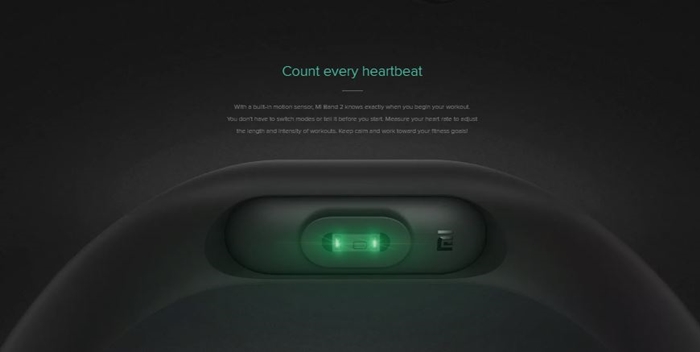 Count every heartbeat
With a built-in motion sensor, Mi Band 2 knows exactly when you begin your workout.
You don't have to switch modes or tell it before you start. Measure your heart rate to adjust
the length and intensity of workouts. Keep calm and work toward your fitness goals!